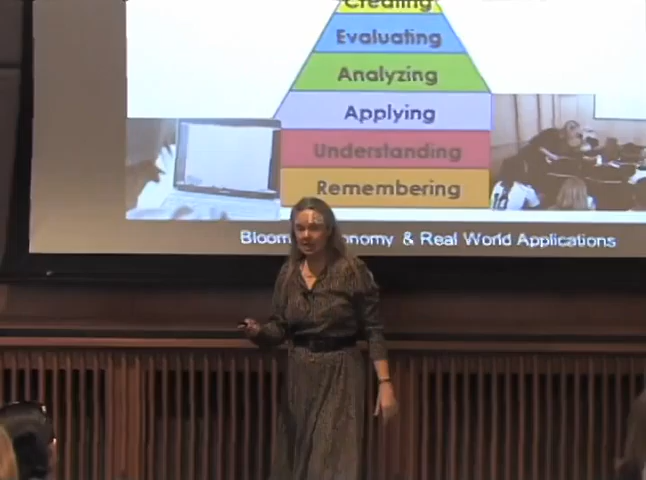 Creating
Evaluating
Analyzing
Applying
Understanding
Remembering
Bloom onomy & Real World Applications